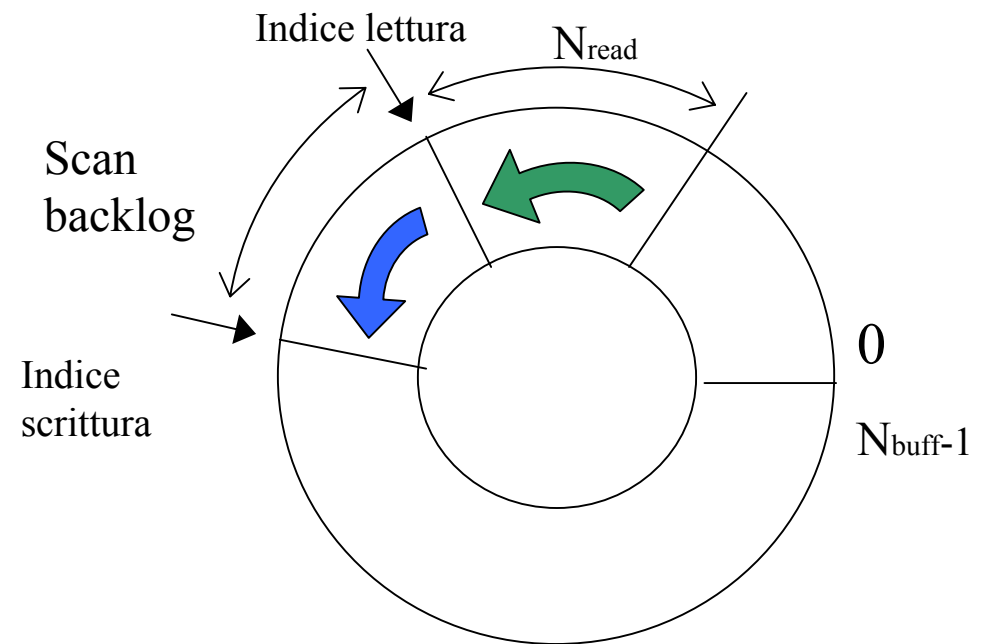 Indice lettura
Nread
Scan
backlog
Indice
scrittura
0
Nbuff-1